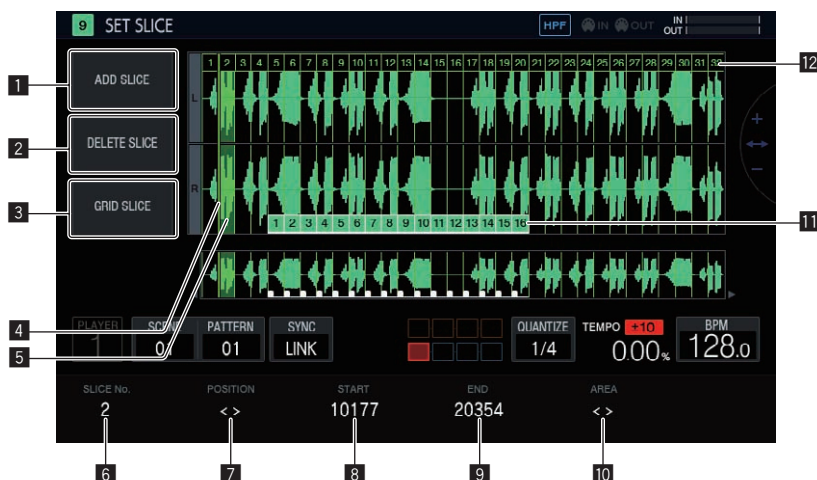 9 SET SLICE HPF IN OUT IN
OUT
1 ADD SLICE
2 DELETE SLICE
3 GRID SLICE
1 2 3 4 5 6 7 8 9 10 11 12 13 14 15 16 17 18 19 20 21 22 23 24 25 26 27 28 29 30 31 32 12
L
+
−
R
1 2 3 4 5 6 7 8 9 10 11 12 13 14 15 16 11
4
5
PLAYER SCENE PATTERN SYNC QUANTIZE TEMPO +10 BPM
1 01 01 LINK 1/4 0.00% 128.0
SLICE No. POSITION START END AREA
2 < > 10177 20354 < >
6 7 8 9 10